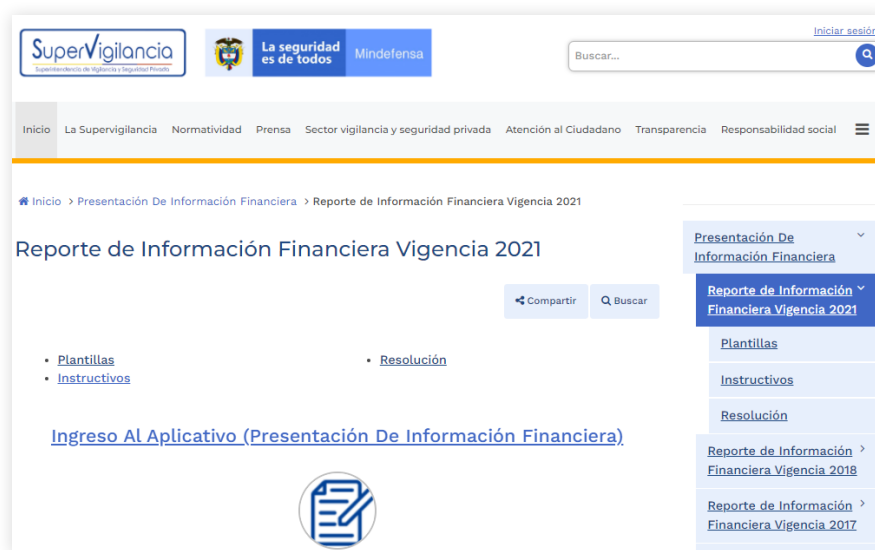 SuperVigilancia
Superintendencia de Vigilancia y Seguridad Privada
La seguridad
es de todos
Mindefensa
Iniciar sesión
Buscar...
Inicio La Supervigilancia Normatividad Prensa Sector vigilancia y seguridad privada Atención al Ciudadano Transparencia Responsabilidad social
Inicio > Presentación De Información Financiera > Reporte de Información Financiera Vigencia 2021
Reporte de Información Financiera Vigencia 2021
Compartir
Buscar
• Plantillas
• Instructivos
• Resolución
Ingreso Al Aplicativo (Presentación De Información Financiera)
Presentación De
Información Financiera
Reporte de Información
Financiera Vigencia 2021
Plantillas
Instructivos
Resolución
Reporte de Información
Financiera Vigencia 2018
Reporte de Información
Financiera Vigencia 2017